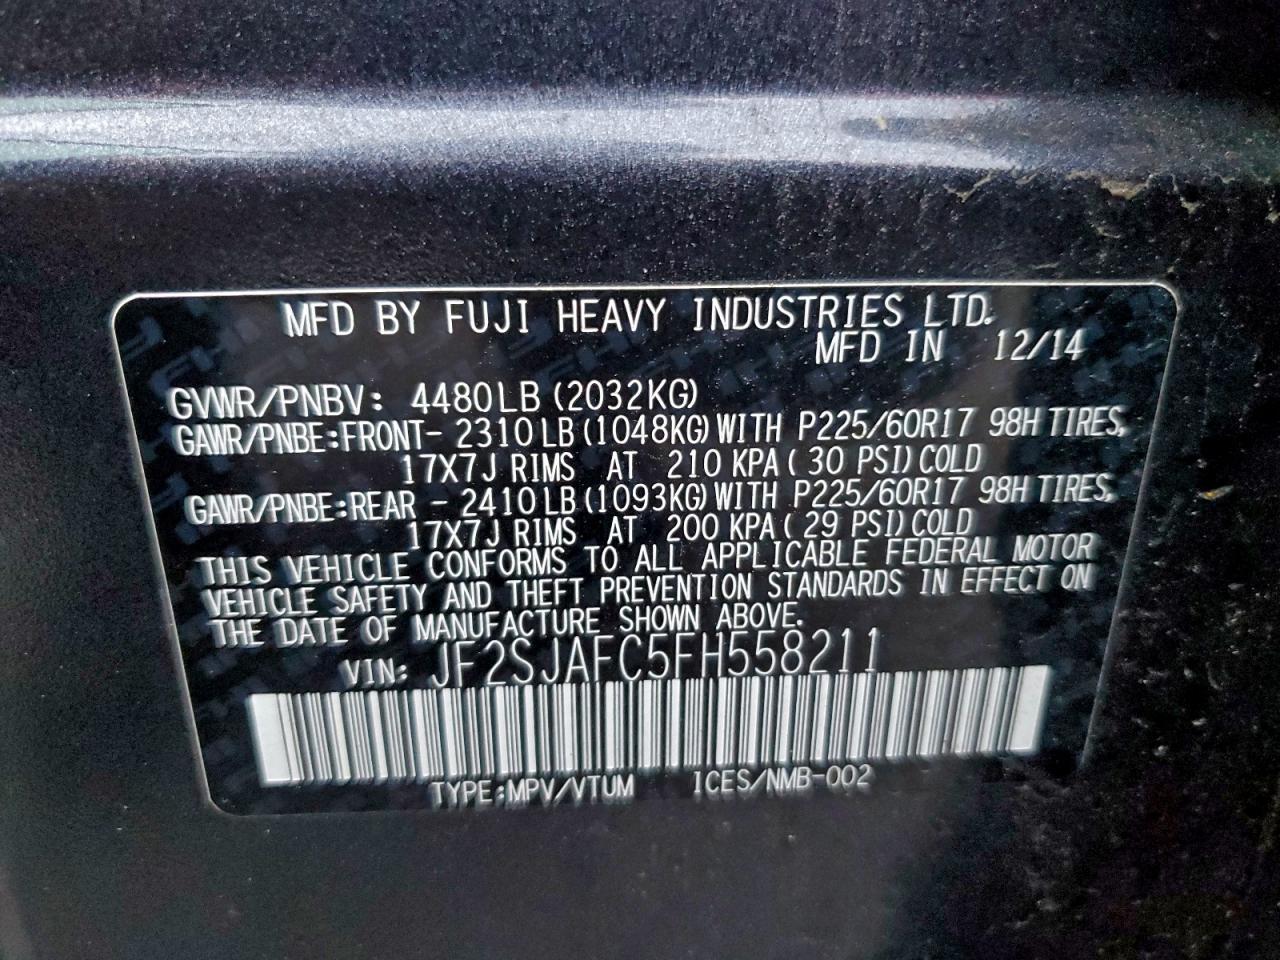 MFD BY FUJI HEAVY INDUSTRIES LTD.
MFD IN 12/14
GVWR/PNBV: 4480LB (2032KG)
GAWR/PNBE:FRONT- 2310LB (1048KG) WITH P225/60R17 98H TIRES,
17X7J RIMS AT 210 KPA ( 30 PSI) COLD
GAWR/PNBE:REAR - 2410LB (1093KG) WITH P225/60R17 98H TIRES,
17X7J RIMS AT 200 KPA ( 29 PSI) COLD
THIS VEHICLE CONFORMS TO ALL APPLICABLE FEDERAL MOTOR
VEHICLE SAFETY AND THEFT PREVENTION STANDARDS IN EFFECT ON
THE DATE OF MANUFACTURE SHOWN ABOVE.
VIN: JF2SJAFC5FH558211
TYPE:MPV/VTUM ICES/NMB-002